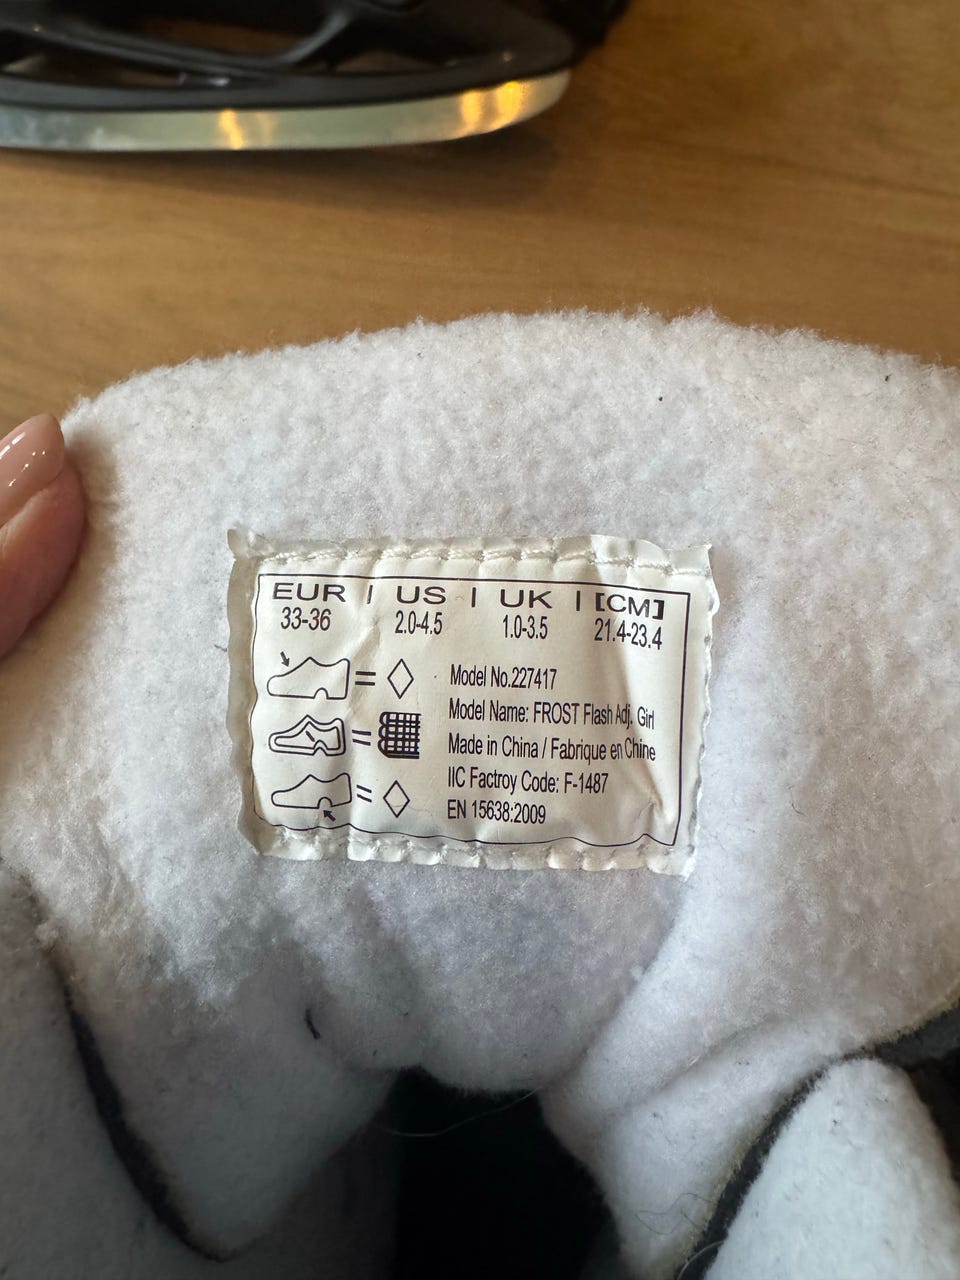 EUR | US | UK | [CM]
33-36 2.0-4.5 1.0-3.5 21.4-23.4
Model No.227417
Model Name: FROST Flash Adj. Girl
Made in China / Fabrique en Chine
IIC Factroy Code: F-1487
EN 15638:2009